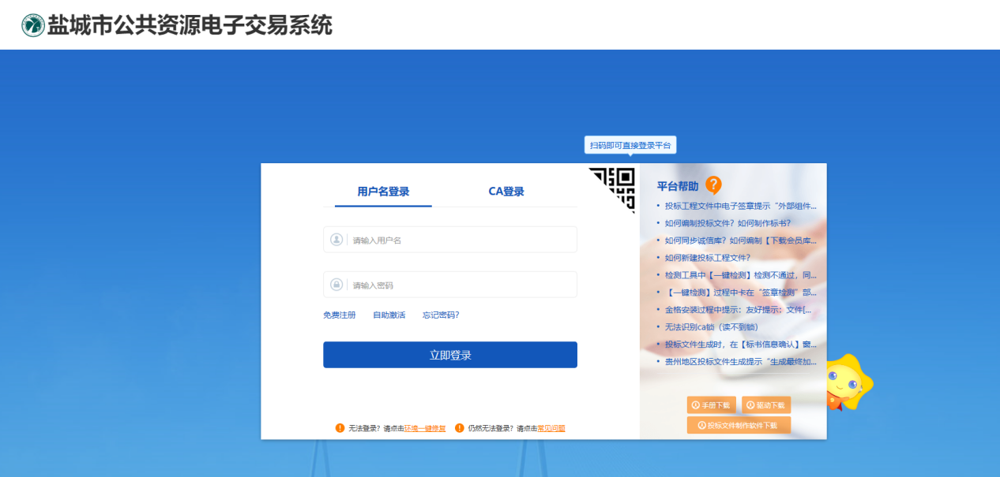 盐城市公共资源电子交易系统
扫码即可直接登录平台
用户名登录
CA登录
请输入用户名
请输入密码
免费注册
自助激活
忘记密码?
立即登录
无法登录? 请点击环境一键修复
仍然无法登录? 请点击常见问题
平台帮助
投标工程文件中电子签章提示“外部组件...
如何编制投标文件? 如何制作标书?
如何同步诚信库? 如何编制【下载会员库...
如何新建投标工程文件?
检测工具中【一键检测】检测不通过，同...
【一键检测】过程中卡在“签章检测”部...
金格安装过程中提示：友好提示：文件[...
无法识别ca锁（读不到锁）
投标文件生成时，在【标书信息确认】窗...
贵州地区投标文件生成提示“生成最终加...
手册下载
驱动下载
投标文件制作软件下载